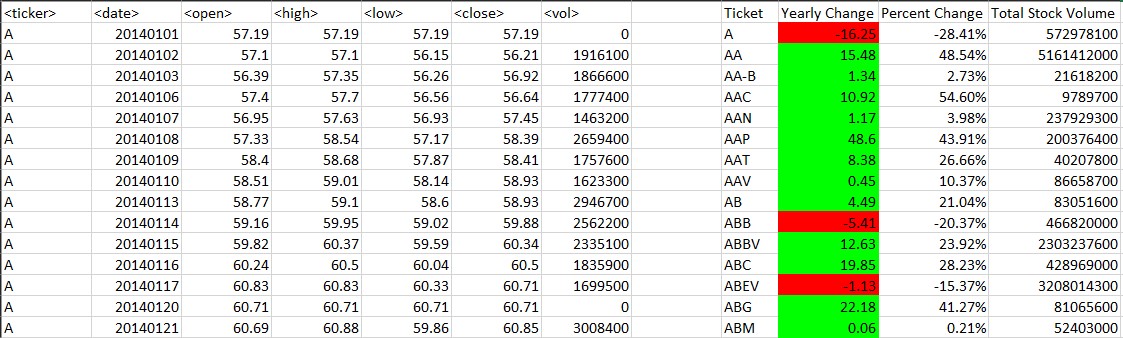 <ticker> <date> <open> <high> <low> <close> <vol> Ticket Yearly Change Percent Change Total Stock Volume
A 20140101 57.19 57.19 57.19 57.19 0 A -16.25 -28.41% 572978100
A 20140102 57.1 57.1 56.15 56.21 1916100 AA 15.48 48.54% 5161412000
A 20140103 56.39 57.35 56.26 56.92 1866600 AA-B 1.34 2.73% 21618200
A 20140106 57.4 57.7 56.56 56.64 1777400 AAC 10.92 54.60% 9789700
A 20140107 56.95 57.63 56.93 57.45 1463200 AAN 1.17 3.98% 237929300
A 20140108 57.33 58.54 57.17 58.39 2659400 AAP 48.6 43.91% 200376400
A 20140109 58.4 58.68 57.87 58.41 1757600 AAT 8.38 26.66% 40207800
A 20140110 58.51 59.01 58.14 58.93 1623300 AAV 0.45 10.37% 86658700
A 20140113 58.77 59.1 58.6 58.93 2946700 AB 4.49 21.04% 83051600
A 20140114 59.16 59.95 59.02 59.88 2562200 ABB -5.41 -20.37% 466820000
A 20140115 59.82 60.37 59.59 60.34 2335100 ABBV 12.63 23.92% 2303237600
A 20140116 60.24 60.5 60.04 60.5 1835900 ABC 19.85 28.23% 428969000
A 20140117 60.83 60.83 60.33 60.71 1699500 ABEV -1.13 -15.37% 3208014300
A 20140120 60.71 60.71 60.71 60.71 0 ABG 22.18 41.27% 81065600
A 20140121 60.69 60.88 59.86 60.85 3008400 ABM 0.06 0.21% 52403000